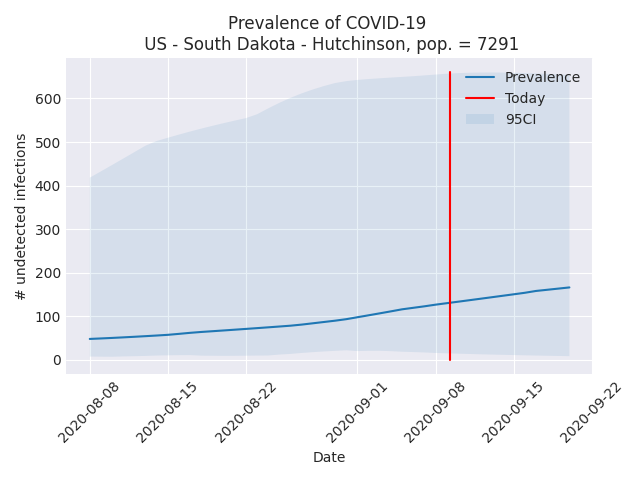 Prevalence of COVID-19
US - South Dakota - Hutchinson, pop. = 7291
Prevalence
Today
95CI
# undetected infections
600
500
400
300
200
100
0
2020-08-08
2020-08-15
2020-08-22
2020-09-01
2020-09-08
2020-09-15
2020-09-22
Date